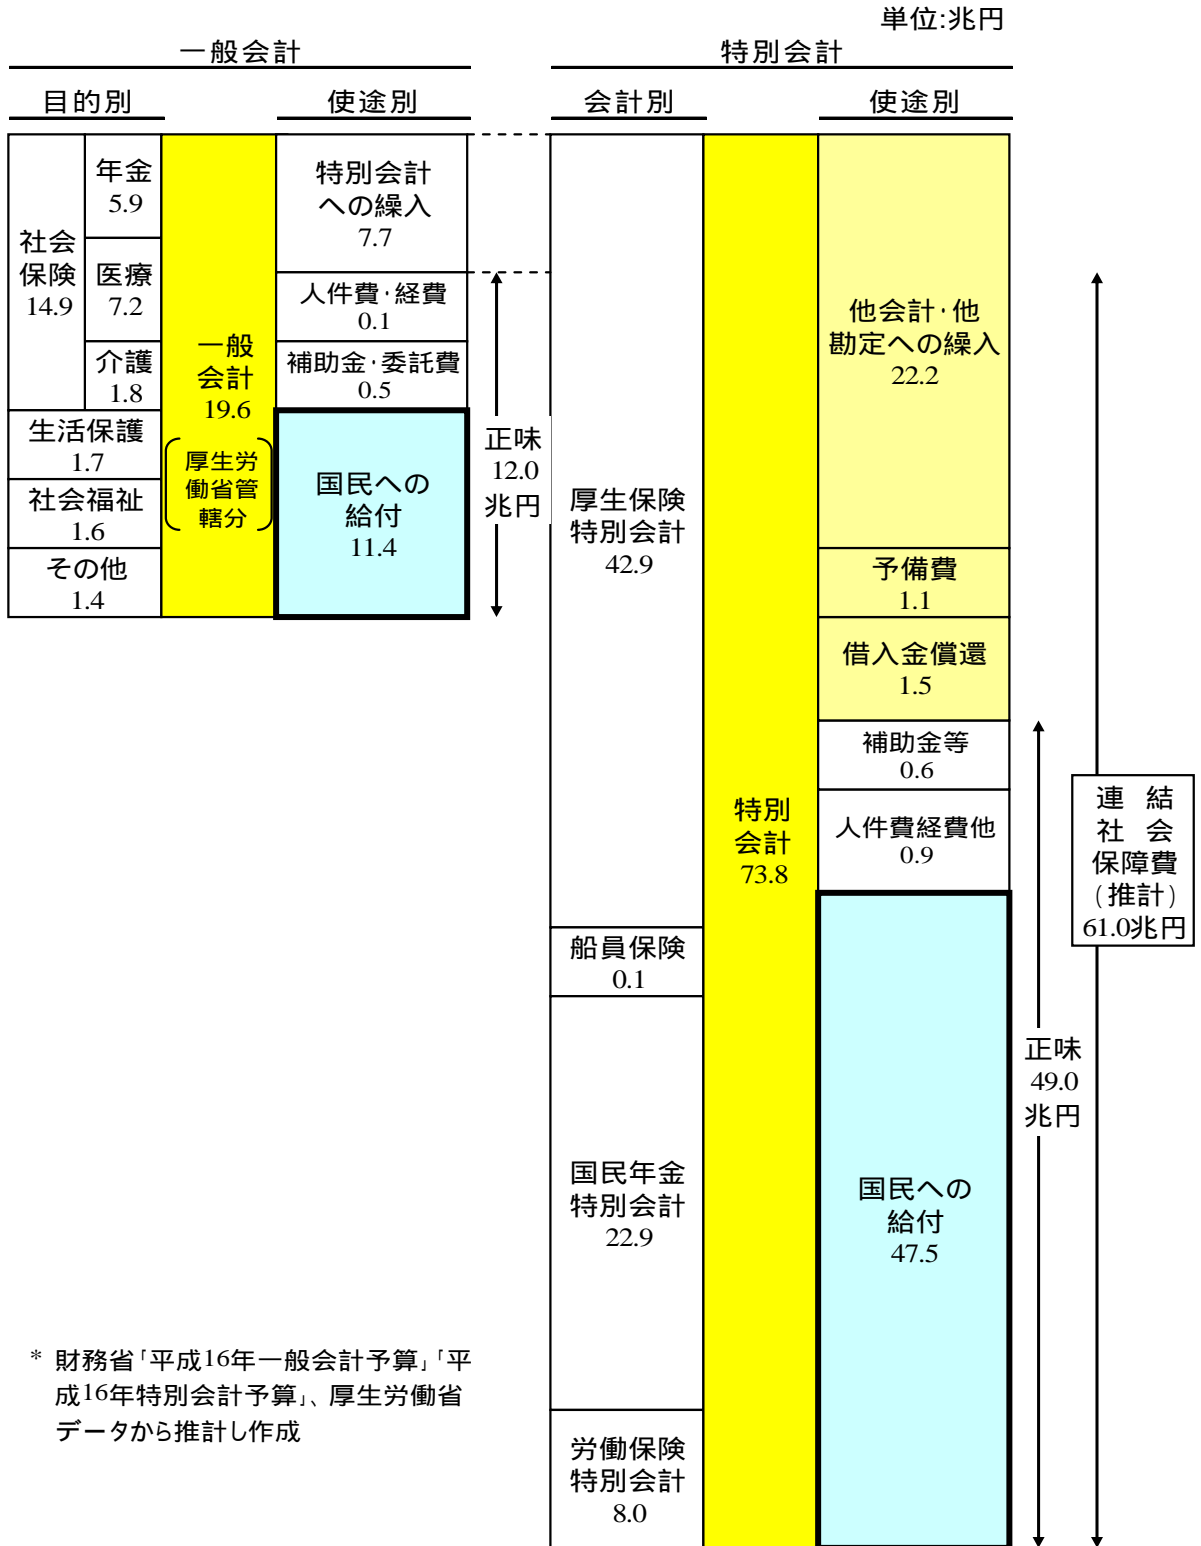 単位:兆円
一般会計
特別会計
目的別
使途別
会計別
使途別
社会
保険
14.9
年金
5.9
医療
7.2
介護
1.8
生活保護
1.7
社会福祉
1.6
その他
1.4
一般
会計
19.6
厚生労
働省管
轄分
特別会計
への繰入
7.7
人件費・経費
0.1
補助金・委託費
0.5
国民への
給付
11.4
正味
12.0
兆円
厚生保険
特別会計
42.9
船員保険
0.1
国民年金
特別会計
22.9
労働保険
特別会計
8.0
特別
会計
73.8
他会計・他
勘定への繰入
22.2
予備費
1.1
借入金償還
1.5
補助金等
0.6
人件費経費他
0.9
国民への
給付
47.5
正味
49.0
兆円
連 結
社 会
保障費
(推計)
61.0兆円
* 財務省「平成16年一般会計予算」「平
成16年特別会計予算」、厚生労働省
データから推計し作成